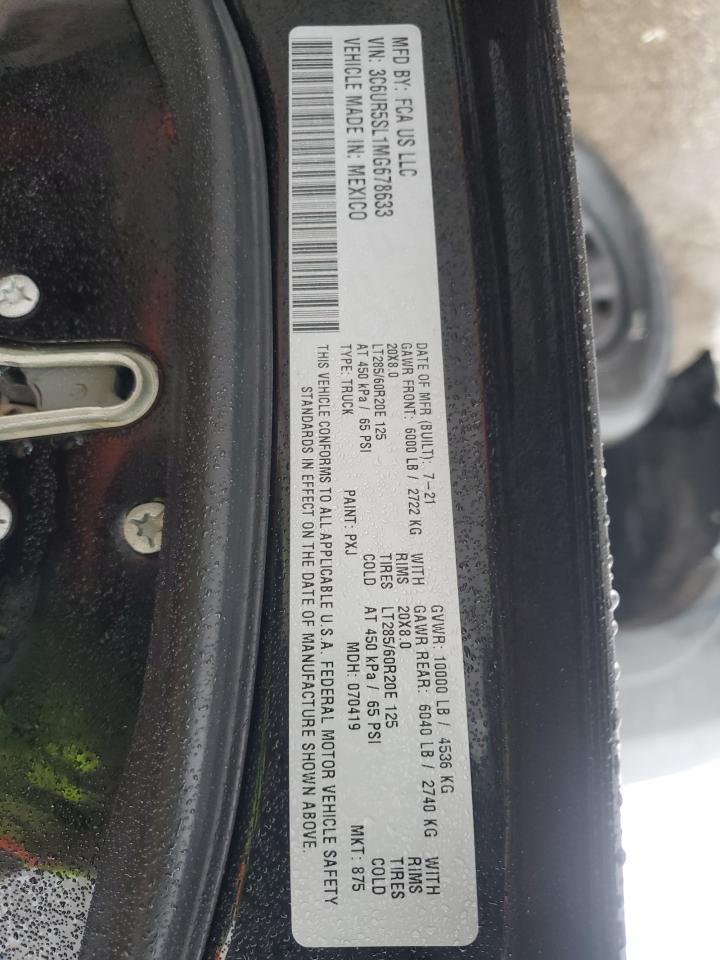 MFD BY: FCA US LLC
VIN: 3C6UR5SL1MG678633
VEHICLE MADE IN: MEXICO
DATE OF MFR (BUILT): 7-21 GVWR: 10000 LB / 4536 KG
GAWR FRONT: 6000 LB / 2722 KG WITH GAWR REAR: 6040 LB / 2740 KG WITH
20X8.0 RIMS 20X8.0 RIMS
LT285/60R20E 125 TIRES LT285/60R20E 125 TIRES
AT 450 kPa / 65 PSI COLD AT 450 kPa / 65 PSI COLD
TYPE: TRUCK PAINT: PXJ MDH: 070419 MKT: 875
THIS VEHICLE CONFORMS TO ALL APPLICABLE U.S.A. FEDERAL MOTOR VEHICLE SAFETY
STANDARDS IN EFFECT ON THE DATE OF MANUFACTURE SHOWN ABOVE.